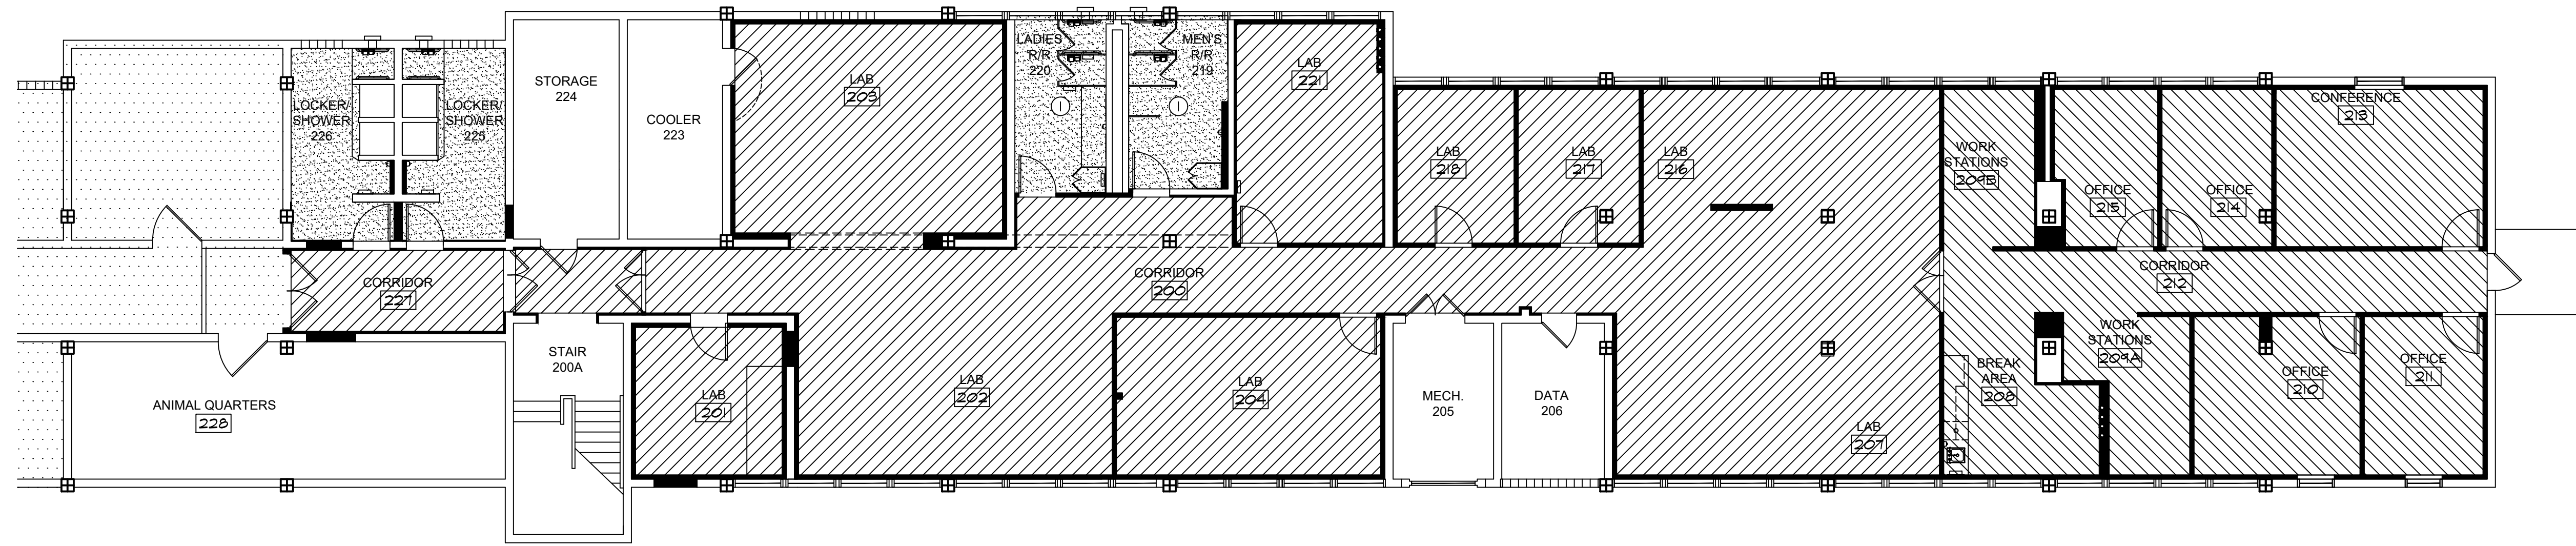 LADIES
R/R
220
MEN'S
R/R
219
LAB
203
LAB
221
STORAGE
224
COOLER
223
LOCKER/
SHOWER
226
LOCKER/
SHOWER
225
LAB
218
LAB
217
LAB
216
WORK
STATIONS
209B
OFFICE
215
OFFICE
214
CONFERENCE
213
CORRIDOR
227
CORRIDOR
200
CORRIDOR
212
STAIR
200A
ANIMAL QUARTERS
228
LAB
201
LAB
202
LAB
204
MECH.
205
DATA
206
LAB
207
BREAK
AREA
208
WORK
STATIONS
209A
OFFICE
210
OFFICE
211